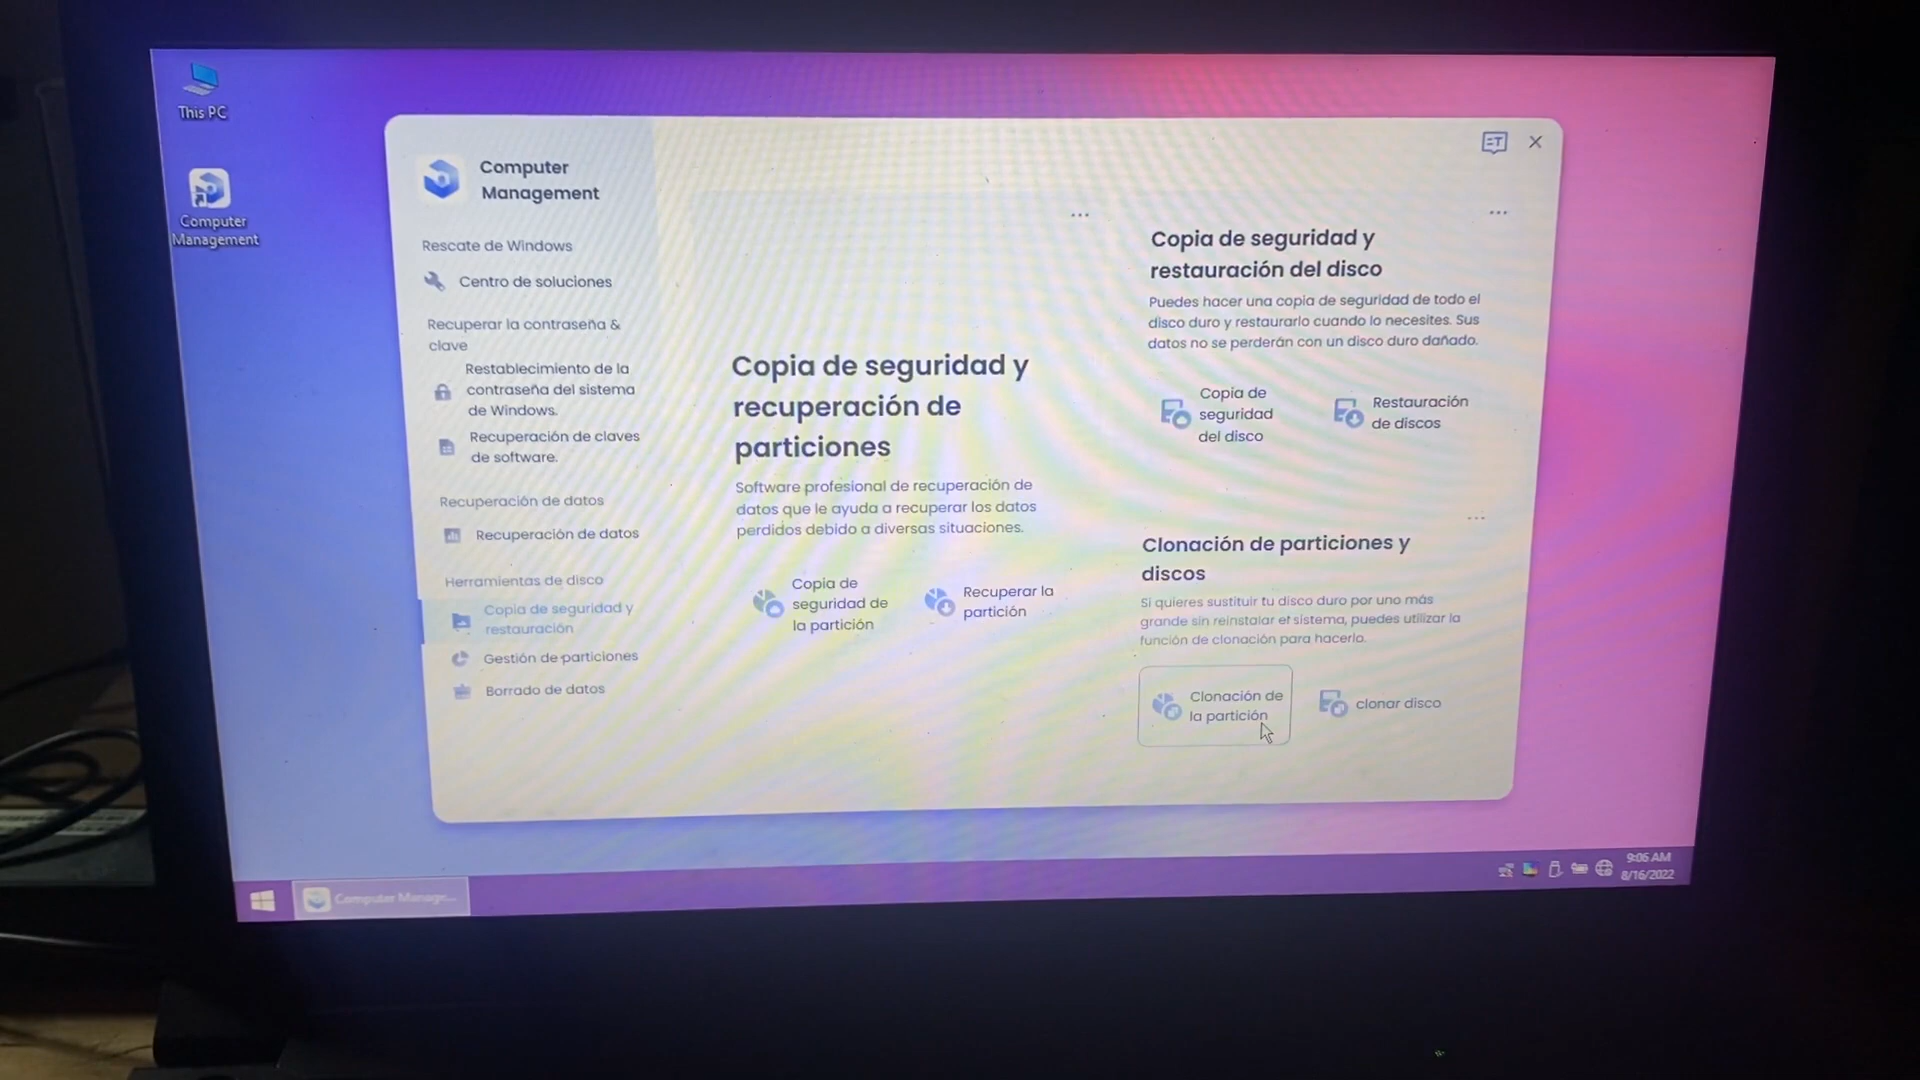 This PC
Computer
Management
Computer
Management
Rescate de Windows
Centro de soluciones
Recuperar la contraseña &
clave
Restablecimiento de la
contraseña del sistema
de Windows.
Recuperación de claves
de software.
Recuperación de datos
Recuperación de datos
Herramientas de disco
Copia de seguridad y
restauración
Gestión de particiones
Borrado de datos
Copia de seguridad y
recuperación de
particiones
Software profesional de recuperación de
datos que le ayuda a recuperar los datos
perdidos debido a diversas situaciones.
Copia de
seguridad de
la partición
Recuperar la
partición
Copia de seguridad y
restauración del disco
Puedes hacer una copia de seguridad de todo el
disco duro y restaurarlo cuando lo necesites. Sus
datos no se perderán con un disco duro dañado.
Copia de
seguridad
del disco
Restauración
de discos
Clonación de particiones y
discos
Si quieres sustituir tu disco duro por uno más
grande sin reinstalar el sistema, puedes utilizar la
función de clonación para hacerlo.
Clonación de
la partición
clonar disco
Computer Manage...
9:06 AM
8/16/2022